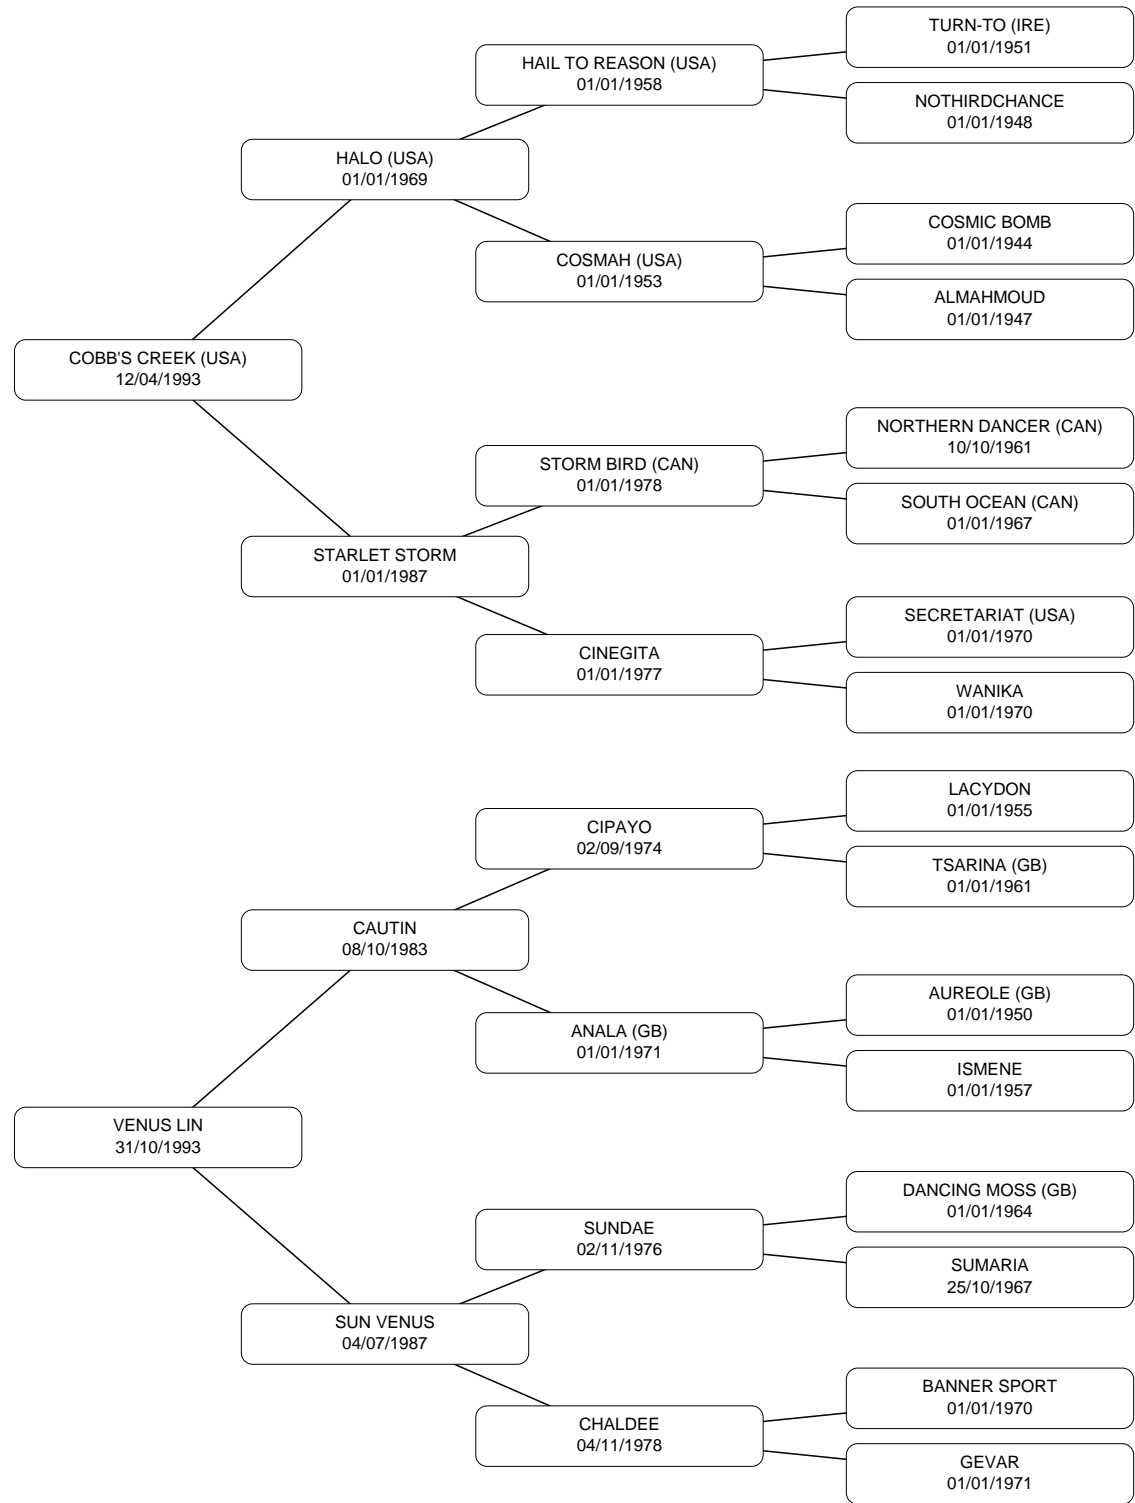 TURN-TO (IRE)
01/01/1951
HAIL TO REASON (USA)
01/01/1958
NOTHIRDCHANCE
01/01/1948
HALO (USA)
01/01/1969
COSMIC BOMB
01/01/1944
COSMAH (USA)
01/01/1953
ALMAHMOUD
01/01/1947
COBB'S CREEK (USA)
12/04/1993
NORTHERN DANCER (CAN)
10/10/1961
STORM BIRD (CAN)
01/01/1978
SOUTH OCEAN (CAN)
01/01/1967
STARLET STORM
01/01/1987
SECRETARIAT (USA)
01/01/1970
CINEGITA
01/01/1977
WANIKA
01/01/1970
LACYDON
01/01/1955
CIPAYO
02/09/1974
TSARINA (GB)
01/01/1961
CAUTIN
08/10/1983
AUREOLE (GB)
01/01/1950
ANALA (GB)
01/01/1971
ISMENE
01/01/1957
VENUS LIN
31/10/1993
DANCING MOSS (GB)
01/01/1964
SUNDAE
02/11/1976
SUMARIA
25/10/1967
SUN VENUS
04/07/1987
BANNER SPORT
01/01/1970
CHALDEE
04/11/1978
GEVAR
01/01/1971